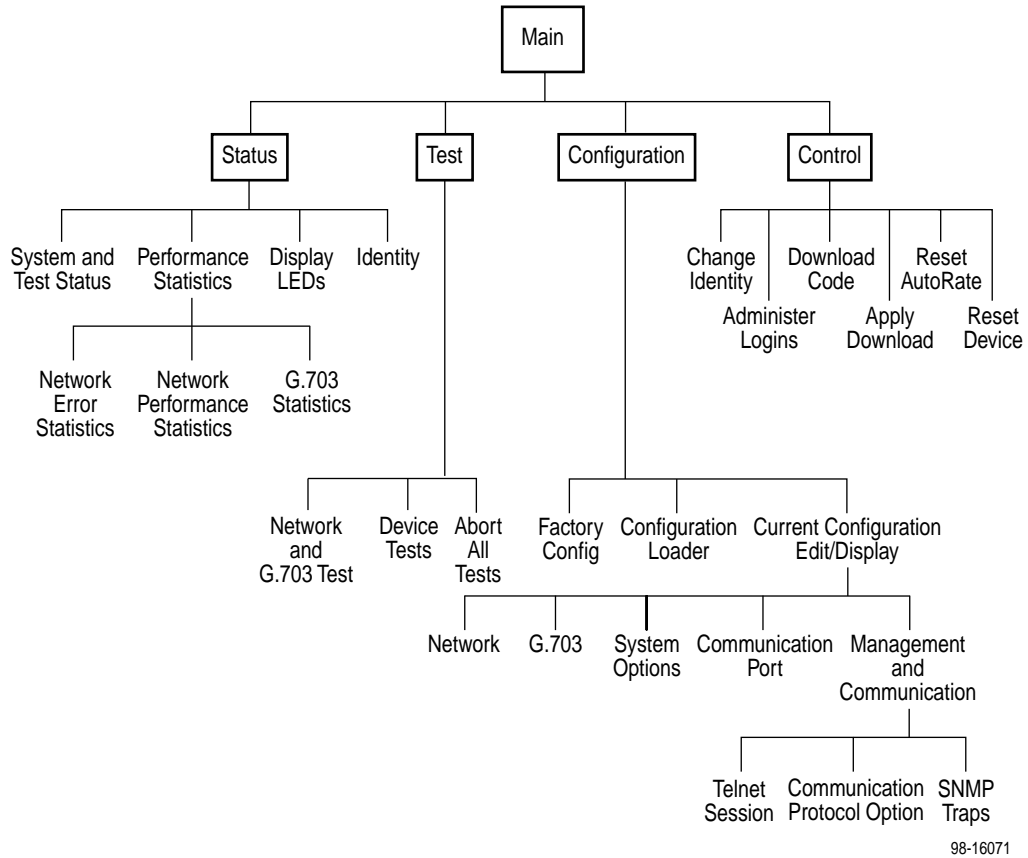 Main
Status
Test
Configuration
Control
System and
Test Status
Performance
Statistics
Display
LEDs
Identity
Change
Identity
Download
Code
Reset
AutoRate
Administer
Logins
Apply
Download
Reset
Device
Network
Error
Statistics
Network
Performance
Statistics
G.703
Statistics
Network
and
G.703 Test
Device
Tests
Abort
All
Tests
Factory
Config
Configuration
Loader
Current Configuration
Edit/Display
Network
G.703
System
Options
Communication
Port
Management
and
Communication
Telnet
Session
Communication
Protocol Option
SNMP
Traps
98-16071